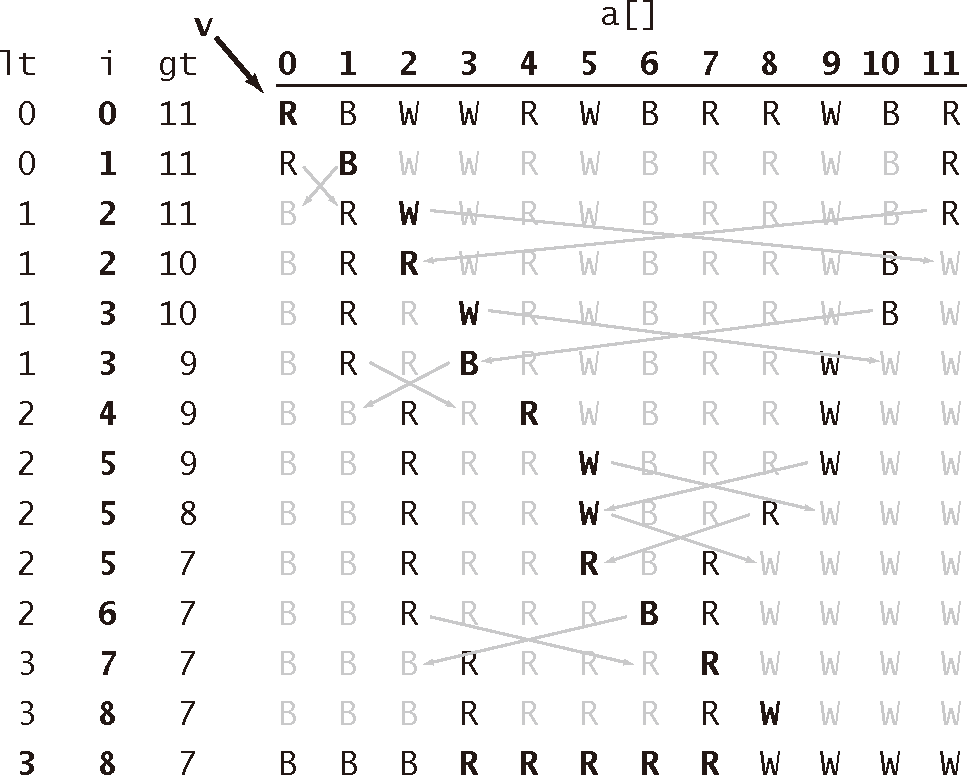 a[]
v
lt i gt 0 1 2 3 4 5 6 7 8 9 10 11
0 0 11 R B W W R W B R R W B R
0 1 11 R B W W R W B R R W B R
1 2 11 B R W W R W B R R W B R
1 2 10 B R R W R W B R R W B W
1 3 10 B R R W R W B R R W B W
1 3 9 B R R B R W B R R W W W
2 4 9 B B R R R W B R R W W W
2 5 9 B B R R R W B R R W W W
2 5 8 B B R R R W B R R W W W
2 5 7 B B R R R R B R W W W W
2 6 7 B B R R R R B R W W W W
3 7 7 B B B R R R R R W W W W
3 8 7 B B B R R R R R W W W W
3 8 7 B B B R R R R R W W W W